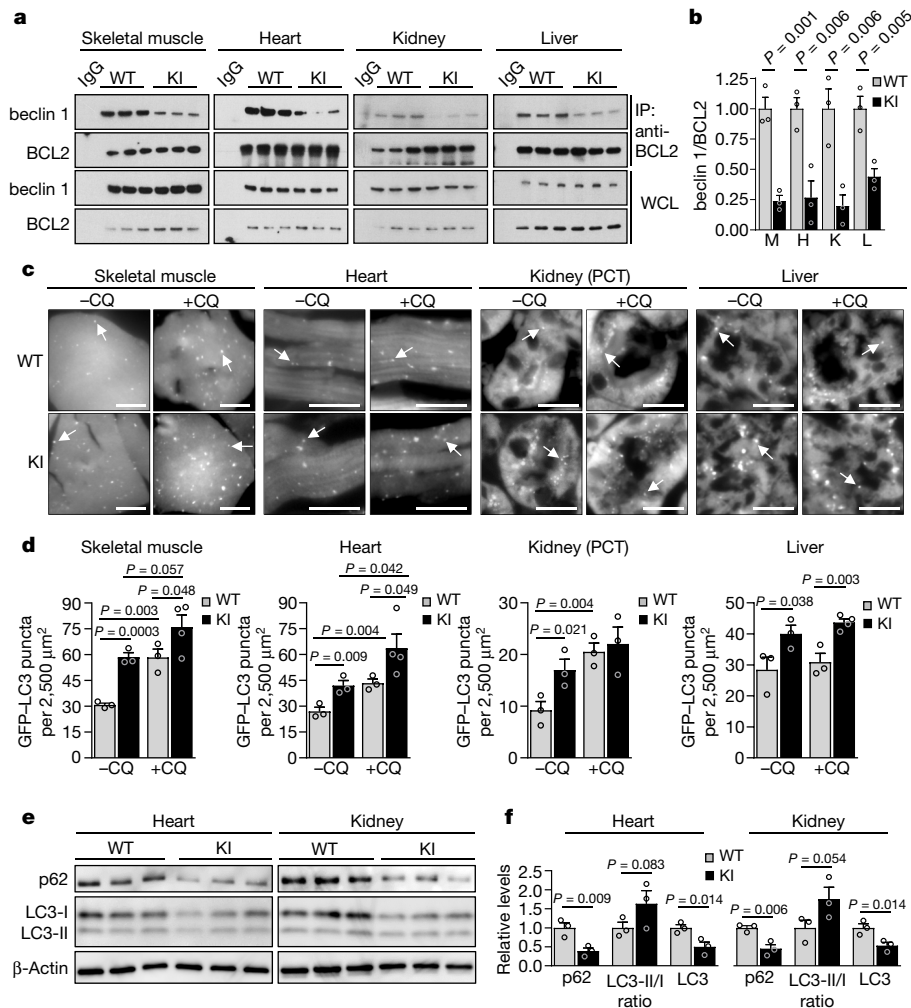 a
Skeletal muscle Heart Kidney Liver
IgG WT KI IgG WT KI IgG WT KI IgG WT KI
beclin 1
BCL2
beclin 1
BCL2
IP:
anti-
BCL2
WCL
b
P = 0.001 P = 0.006 P = 0.006 P = 0.005
WT
KI
beclin 1/BCL2
1.25
1.00
0.75
0.50
0.25
0.00
M H K L
c
Skeletal muscle Heart Kidney (PCT) Liver
–CQ +CQ –CQ +CQ –CQ +CQ –CQ +CQ
WT
KI
d
Skeletal muscle
P = 0.057
P = 0.048
P = 0.003
P = 0.0003
WT
KI
GFP–LC3 puncta
per 2,500 µm²
90
60
30
0
–CQ +CQ
Heart
P = 0.042
P = 0.049
P = 0.004
P = 0.009
WT
KI
GFP–LC3 puncta
per 2,500 µm²
90
75
60
45
30
15
00
–CQ +CQ
Kidney (PCT)
P = 0.004
P = 0.021
WT
KI
GFP–LC3 puncta
per 2,500 µm²
30
20
10
0
–CQ +CQ
Liver
P = 0.003
P = 0.038
WT
KI
GFP–LC3 puncta
per 2,500 µm²
50
40
30
20
10
0
–CQ +CQ
e
Heart Kidney
WT KI WT KI
p62
LC3-I
LC3-II
β-Actin
f
Heart Kidney
WT
KI
P = 0.009 P = 0.083 P = 0.014 P = 0.006 P = 0.054 P = 0.014
Relative levels
2.5
2.0
1.5
1.0
0.5
0
p62 LC3-II/I LC3 p62 LC3-II/I LC3
ratio ratio